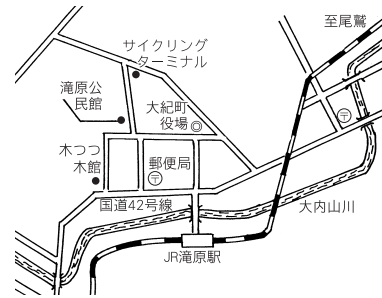 至尾鷲
サイクリング
ターミナル
滝原公
民館
大紀町
役場◎
〒
木つつ
木館
郵便局
〒
国道42号線
大内山川
JR滝原駅